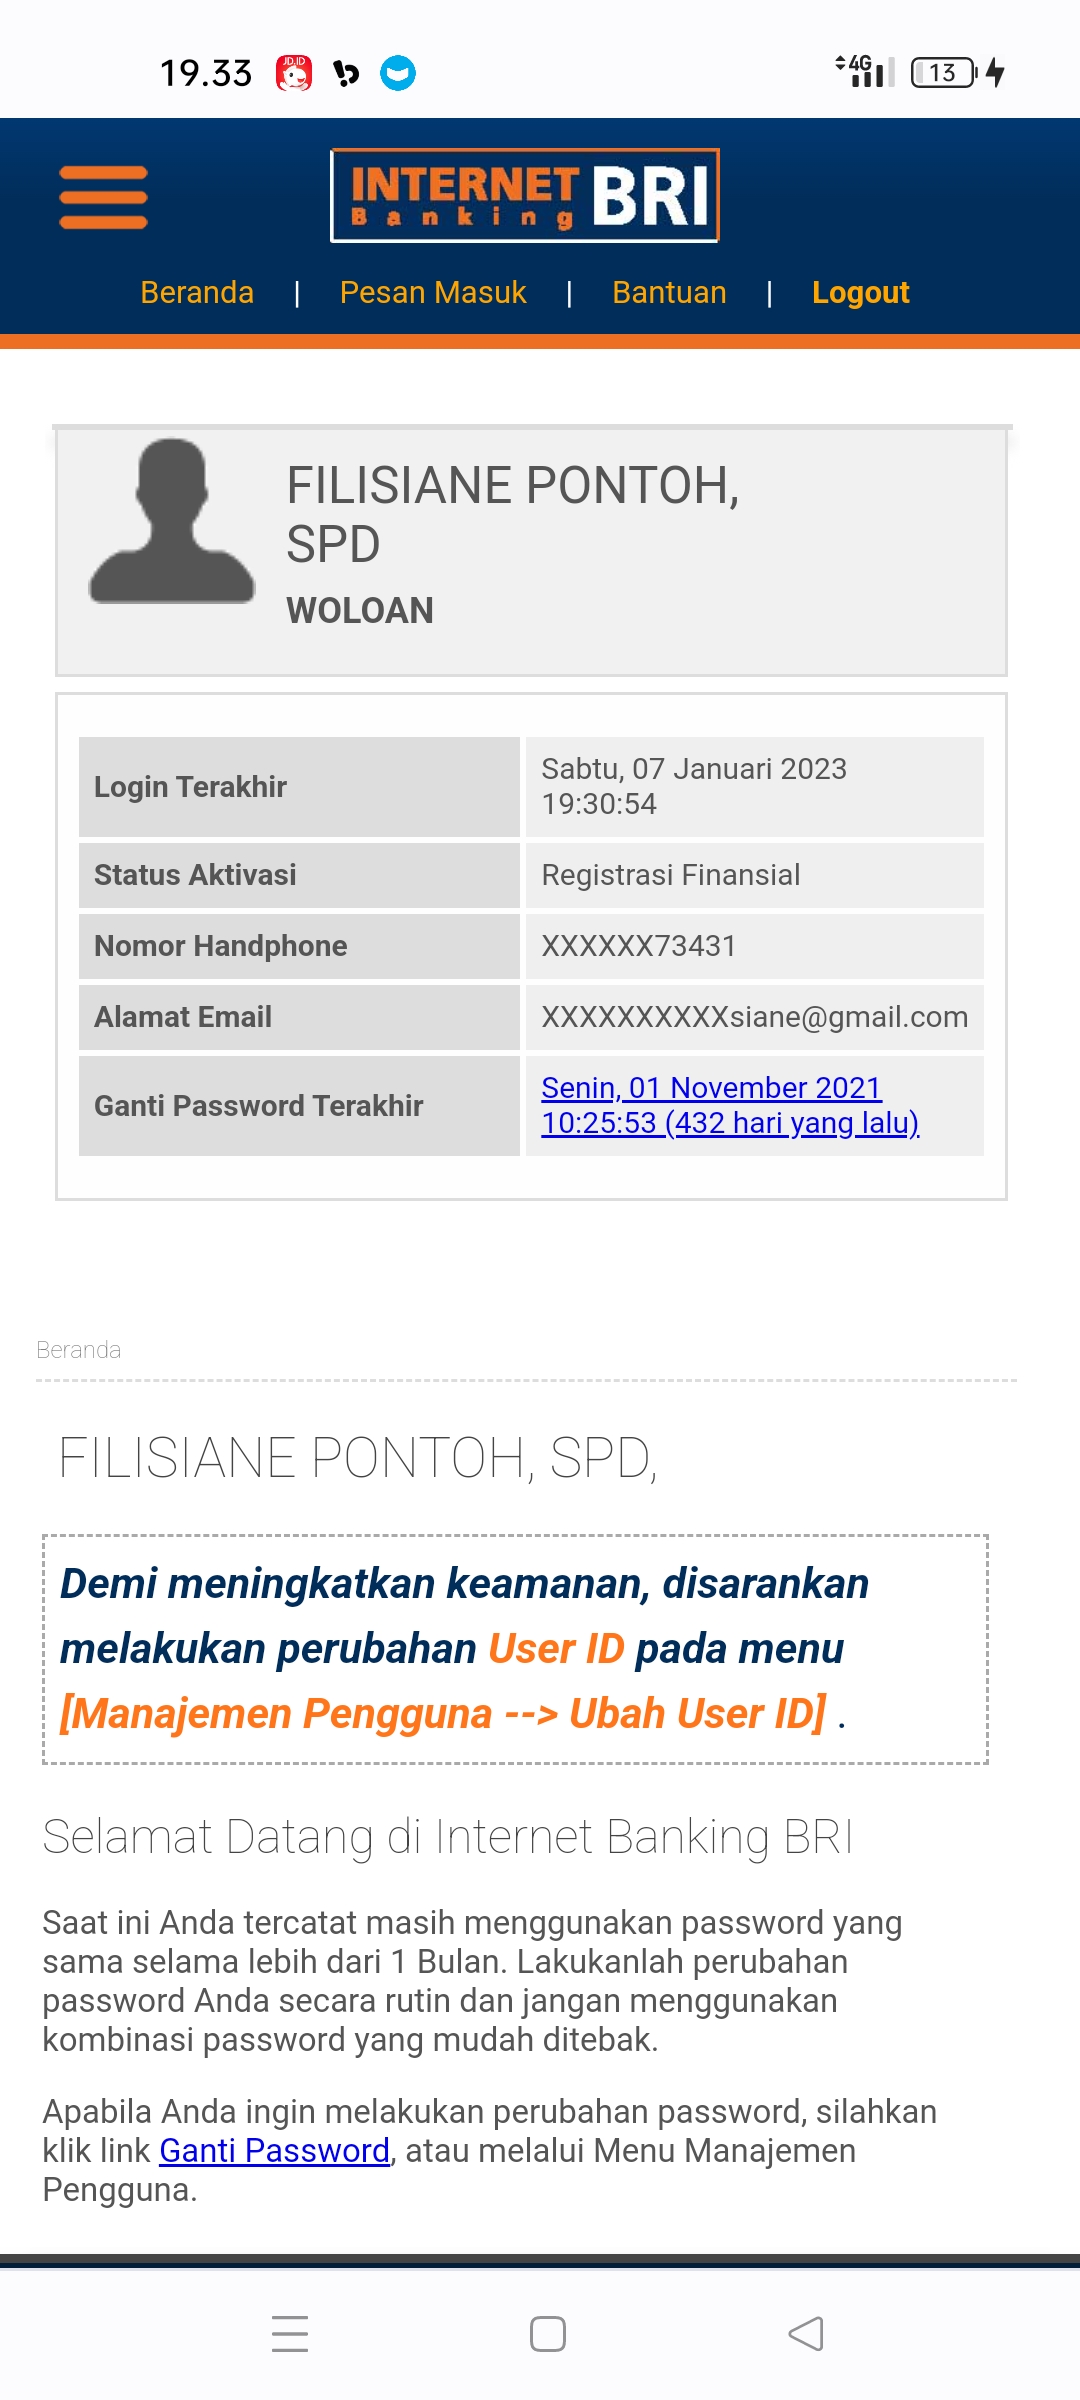 19.33
JD.ID
4G
13
INTERNET BRI
Banking
Beranda | Pesan Masuk | Bantuan | Logout
FILISIANE PONTOH,
SPD
WOLOAN
Login Terakhir
Sabtu, 07 Januari 2023
19:30:54
Status Aktivasi
Registrasi Finansial
Nomor Handphone
XXXXXX73431
Alamat Email
XXXXXXXXXXsiane@gmail.com
Ganti Password Terakhir
Senin, 01 November 2021
10:25:53 (432 hari yang lalu)
Beranda
FILISIANE PONTOH, SPD,
Demi meningkatkan keamanan, disarankan
melakukan perubahan User ID pada menu
[Manajemen Pengguna --> Ubah User ID] .
Selamat Datang di Internet Banking BRI
Saat ini Anda tercatat masih menggunakan password yang
sama selama lebih dari 1 Bulan. Lakukanlah perubahan
password Anda secara rutin dan jangan menggunakan
kombinasi password yang mudah ditebak.
Apabila Anda ingin melakukan perubahan password, silahkan
klik link Ganti Password, atau melalui Menu Manajemen
Pengguna.